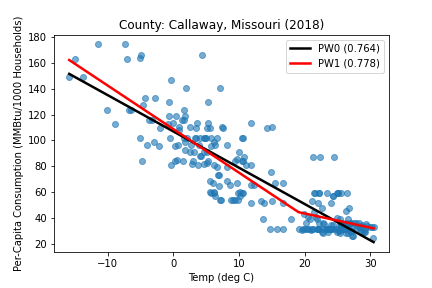 County: Callaway, Missouri (2018)
Per-Capita Consumption (MMBtu/1000 Households)
180
160
140
120
100
80
60
40
20
PW0 (0.764)
PW1 (0.778)
−10 0 10 20 30
Temp (deg C)